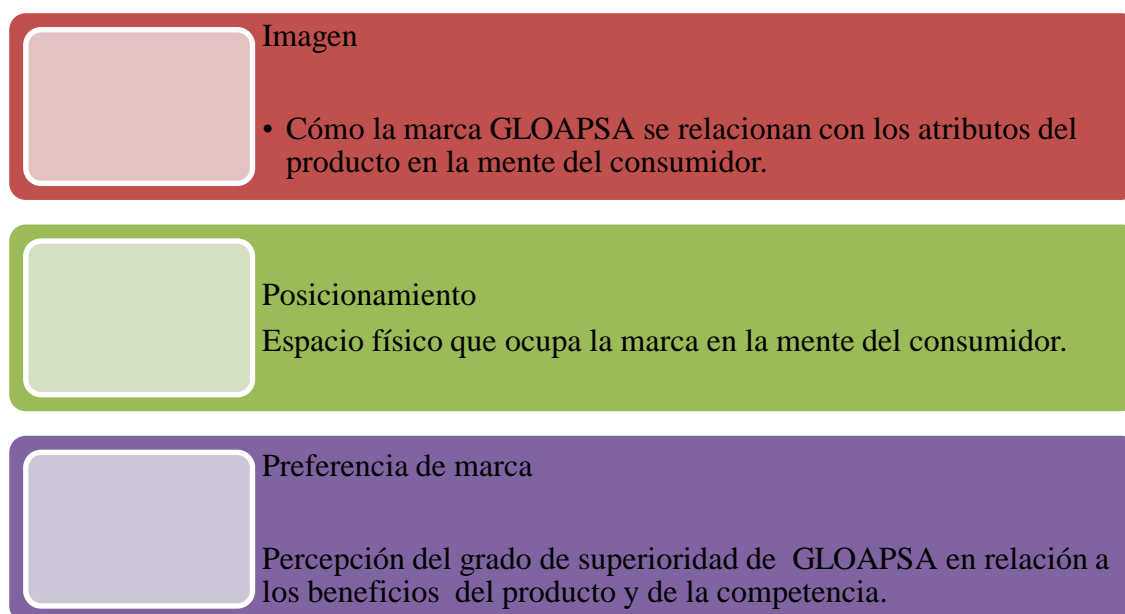 Imagen
• Cómo la marca GLOAPSA se relacionan con los atributos del
producto en la mente del consumidor.
Posicionamiento
Espacio físico que ocupa la marca en la mente del consumidor.
Preferencia de marca
Percepción del grado de superioridad de GLOAPSA en relación a
los beneficios del producto y de la competencia.